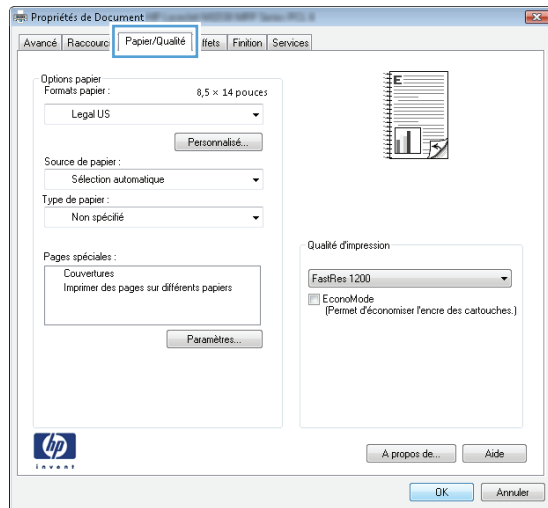 Propriétés de Document
Avancé Raccourc Papier/Qualité ffets Finition Services
Options papier
Formats papier : 8,5 × 14 pouces
Legal US
Personnalisé...
Source de papier :
Sélection automatique
Type de papier :
Non spécifié
Pages spéciales :
Couvertures
Imprimer des pages sur différents papiers
Paramètres...
E
Qualité d'impression
FastRes 1200
EconoMode
(Permet d'économiser l'encre des cartouches.)
hp
invent
A propos de... Aide
OK Annuler